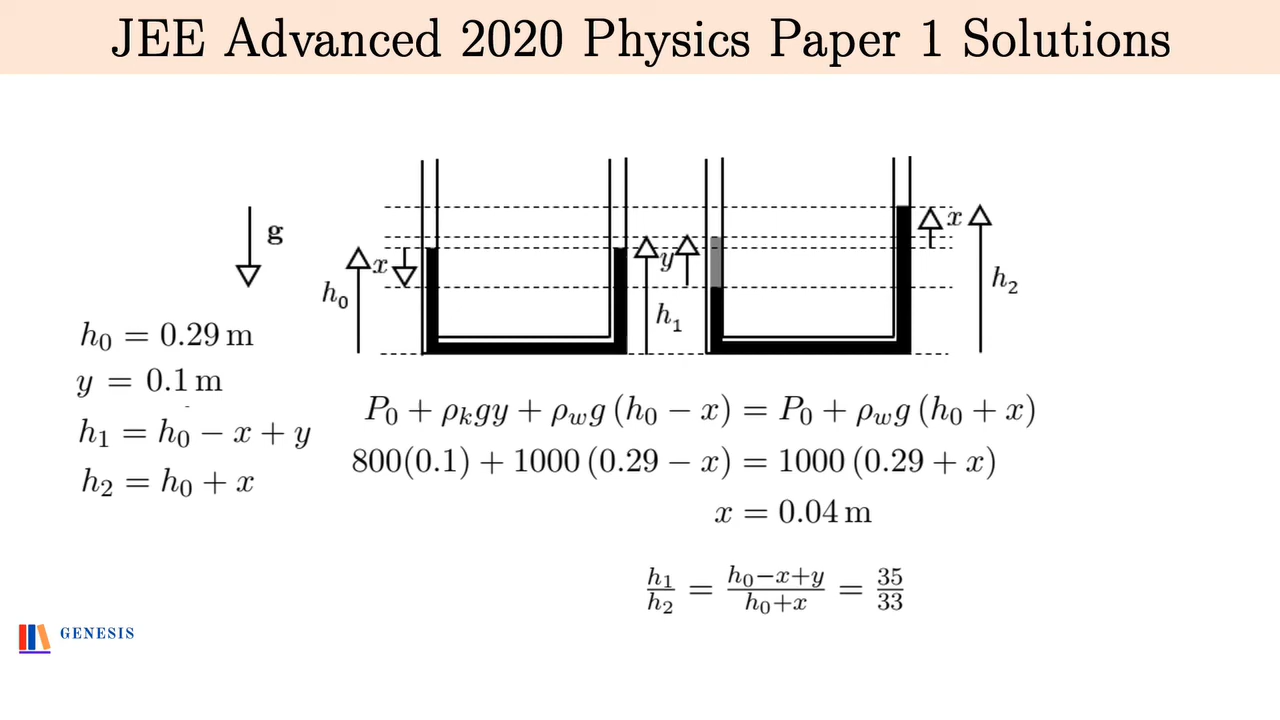 JEE Advanced 2020 Physics Paper 1 Solutions
g
h₀
x
y
h₁
x
h₂
h₀ = 0.29 m
y = 0.1 m
h₁ = h₀ − x + y
h₂ = h₀ + x
P₀ + ρₖgy + ρ_w g (h₀ − x) = P₀ + ρ_w g (h₀ + x)
800(0.1) + 1000 (0.29 − x) = 1000 (0.29 + x)
x = 0.04 m
h₁/h₂ = (h₀−x+y)/(h₀+x) = 35/33
GENESIS